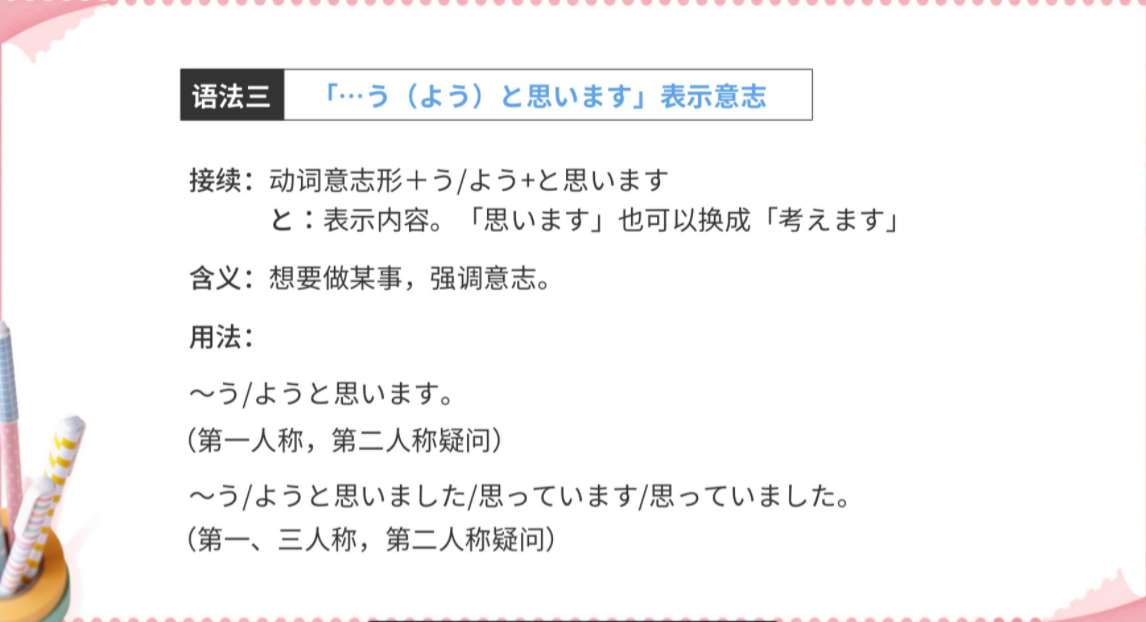 语法三 「…う（よう）と思います」表示意志
接续：动词意志形＋う/よう+と思います
と：表示内容。「思います」也可以换成「考えます」
含义：想要做某事，强调意志。
用法：
～う/ようと思います。
（第一人称，第二人称疑问）
～う/ようと思いました/思っています/思っていました。
（第一、三人称，第二人称疑问）